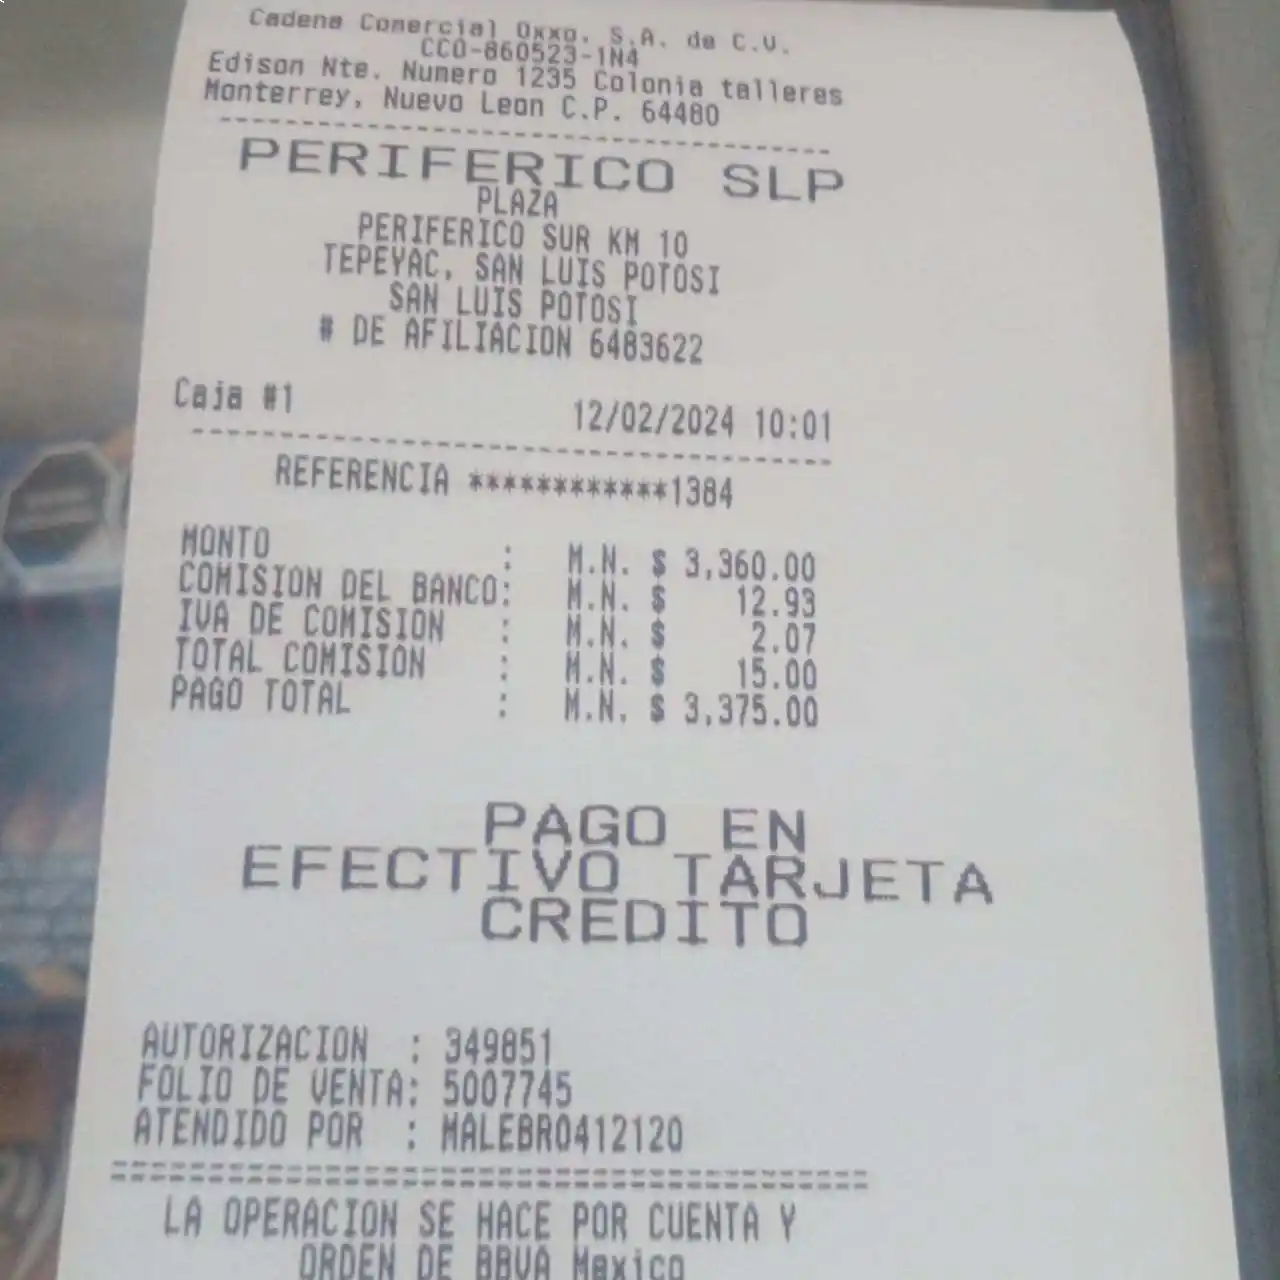 Cadena Comercial Oxxo, S.A. de C.V.
CCO-860523-1N4
Edison Nte. Numero 1235 Colonia talleres
Monterrey, Nuevo Leon C.P. 64480
PERIFERICO SLP
PLAZA
PERIFERICO SUR KM 10
TEPEYAC, SAN LUIS POTOSI
SAN LUIS POTOSI
# DE AFILIACION 6483622
Caja #1 12/02/2024 10:01
REFERENCIA ************1384
MONTO : M.N. $ 3,360.00
COMISION DEL BANCO: M.N. $ 12.93
IVA DE COMISION : M.N. $ 2.07
TOTAL COMISION : M.N. $ 15.00
PAGO TOTAL : M.N. $ 3,375.00
PAGO EN
EFECTIVO TARJETA
CREDITO
AUTORIZACION : 349851
FOLIO DE VENTA: 5007745
ATENDIDO POR : MALEBRO412120
LA OPERACION SE HACE POR CUENTA Y
ORDEN DE BBVA Mexico